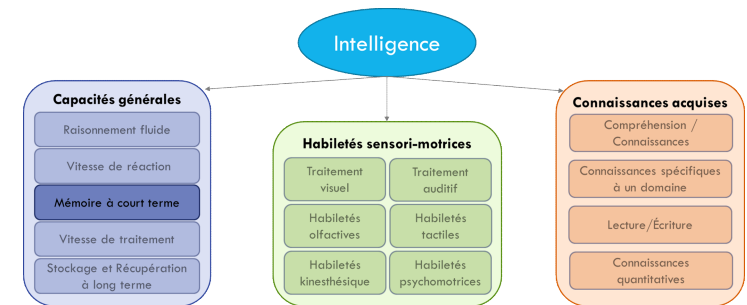 Intelligence
Capacités générales
Raisonnement fluide
Vitesse de réaction
Mémoire à court terme
Vitesse de traitement
Stockage et Récupération
à long terme
Habiletés sensori-motrices
Traitement
visuel
Traitement
auditif
Habiletés
olfactives
Habiletés
tactiles
Habiletés
kinesthésique
Habiletés
psychomotrices
Connaissances acquises
Compréhension /
Connaissances
Connaissances spécifiques
à un domaine
Lecture/Écriture
Connaissances
quantitatives